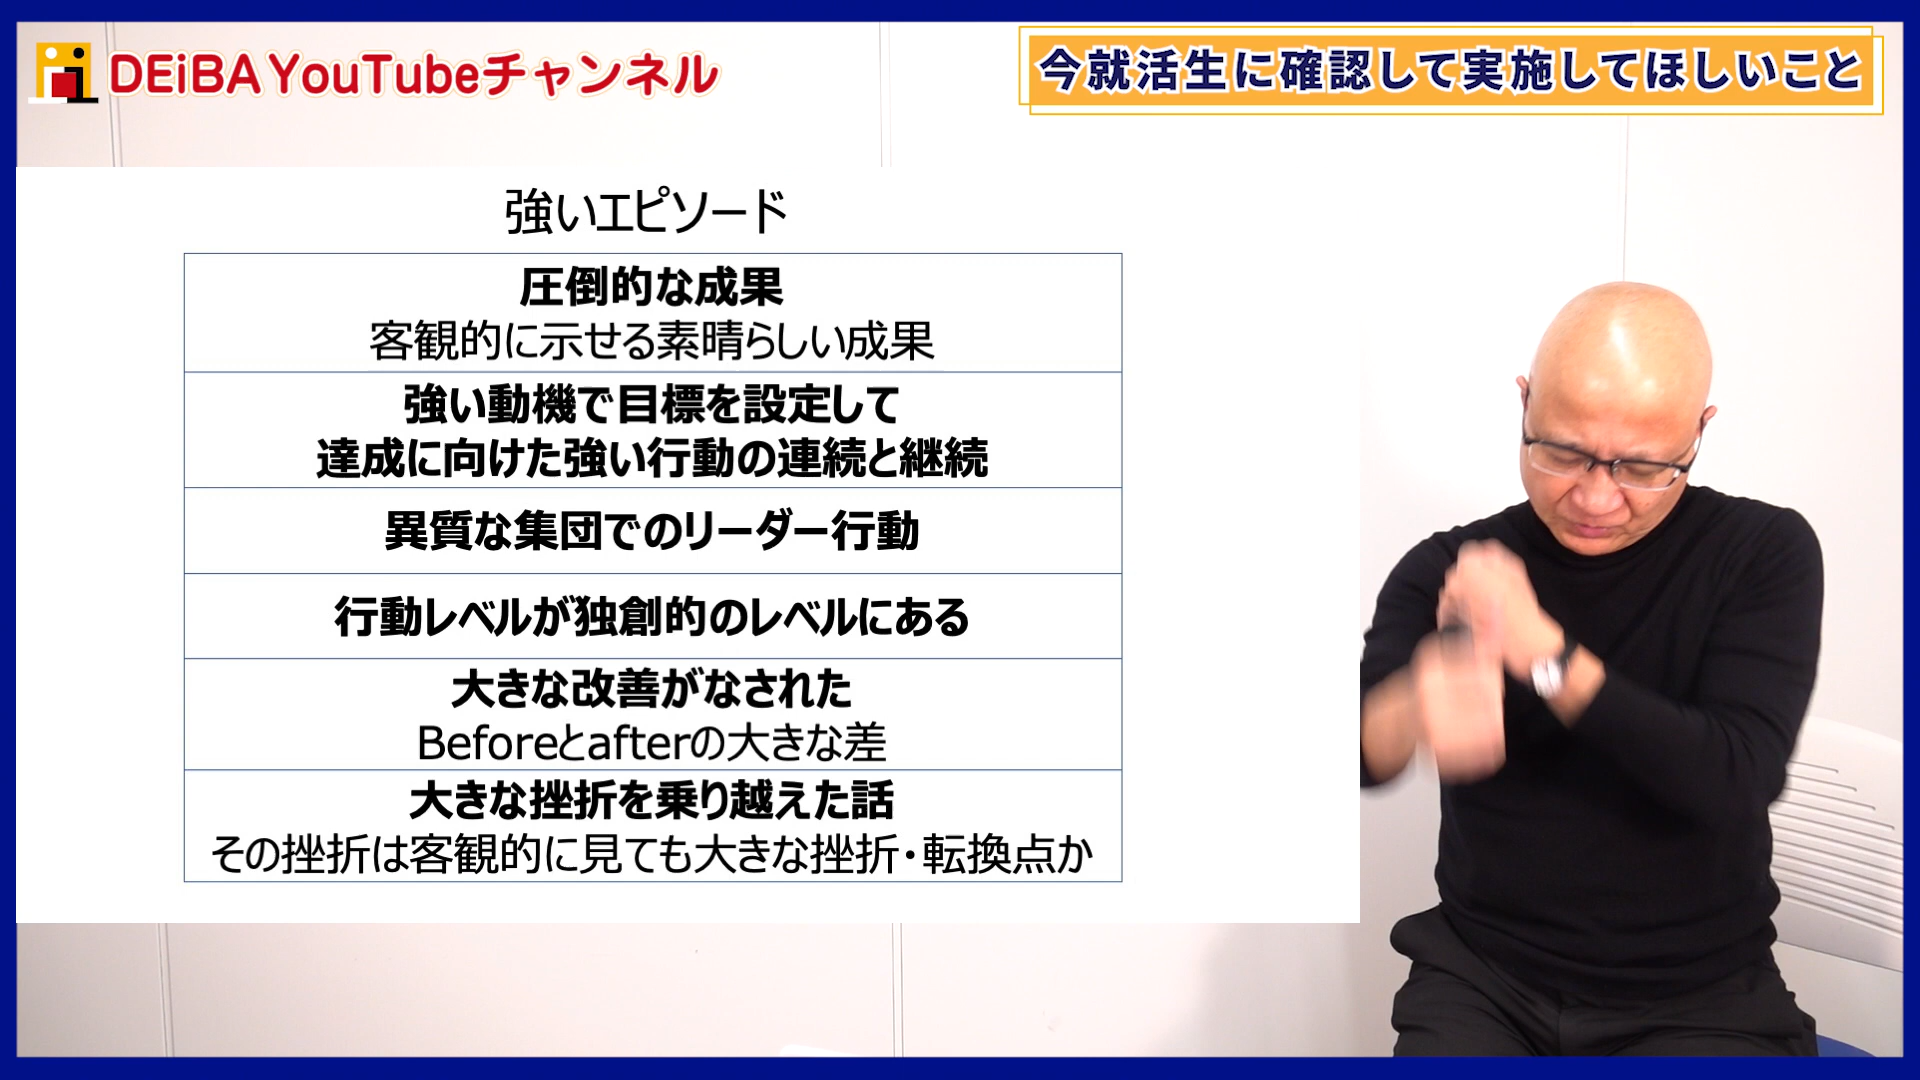 DEiBA YouTubeチャンネル
今就活生に確認して実施してほしいこと
強いエピソード
圧倒的な成果
客観的に示せる素晴らしい成果
強い動機で目標を設定して
達成に向けた強い行動の連続と継続
異質な集団でのリーダー行動
行動レベルが独創的のレベルにある
大きな改善がなされた
Beforeとafterの大きな差
大きな挫折を乗り越えた話
その挫折は客観的に見ても大きな挫折・転換点か